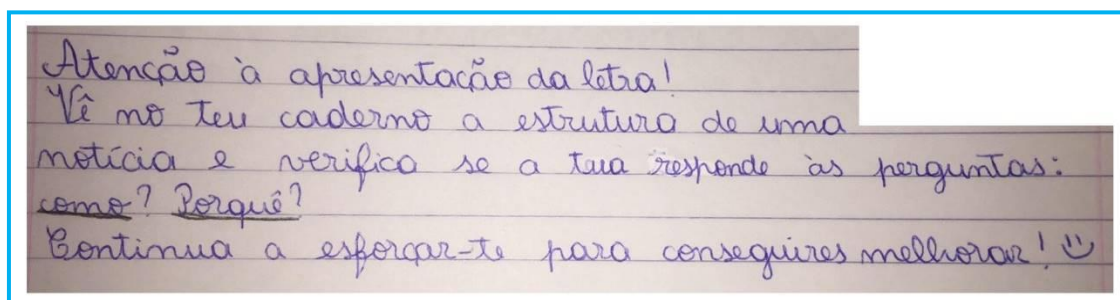 Atenção à apresentação da letra!
Vê no teu caderno a estrutura de uma
notícia e verifica se a tua responde às perguntas:
como? Porquê?
Continua a esforçar-te para conseguires melhorar!